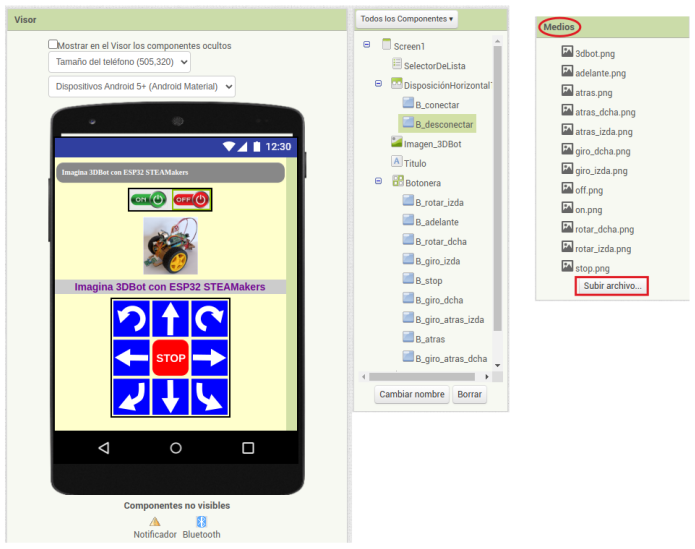 Visor
Mostrar en el Visor los componentes ocultos
Tamaño del teléfono (505,320)
Dispositivos Android 5+ (Android Material)
12:30
Imagina 3DBot con ESP32 STEAMakers
ON
OFF
Imagina 3DBot con ESP32 STEAMakers
STOP
Componentes no visibles
Notificador Bluetooth
Todos los Componentes
Screen1
SelectorDeLista
DisposiciónHorizontal
B_conectar
B_desconectar
Imagen_3DBot
A Titulo
Botonera
B_rotar_izda
B_adelante
B_rotar_dcha
B_giro_izda
B_stop
B_giro_dcha
B_giro_atras_izda
B_atras
B_giro_atras_dcha
Cambiar nombre Borrar
Medios
3dbot.png
adelante.png
atras.png
atras_dcha.png
atras_izda.png
giro_dcha.png
giro_izda.png
off.png
on.png
rotar_dcha.png
rotar_izda.png
stop.png
Subir archivo...